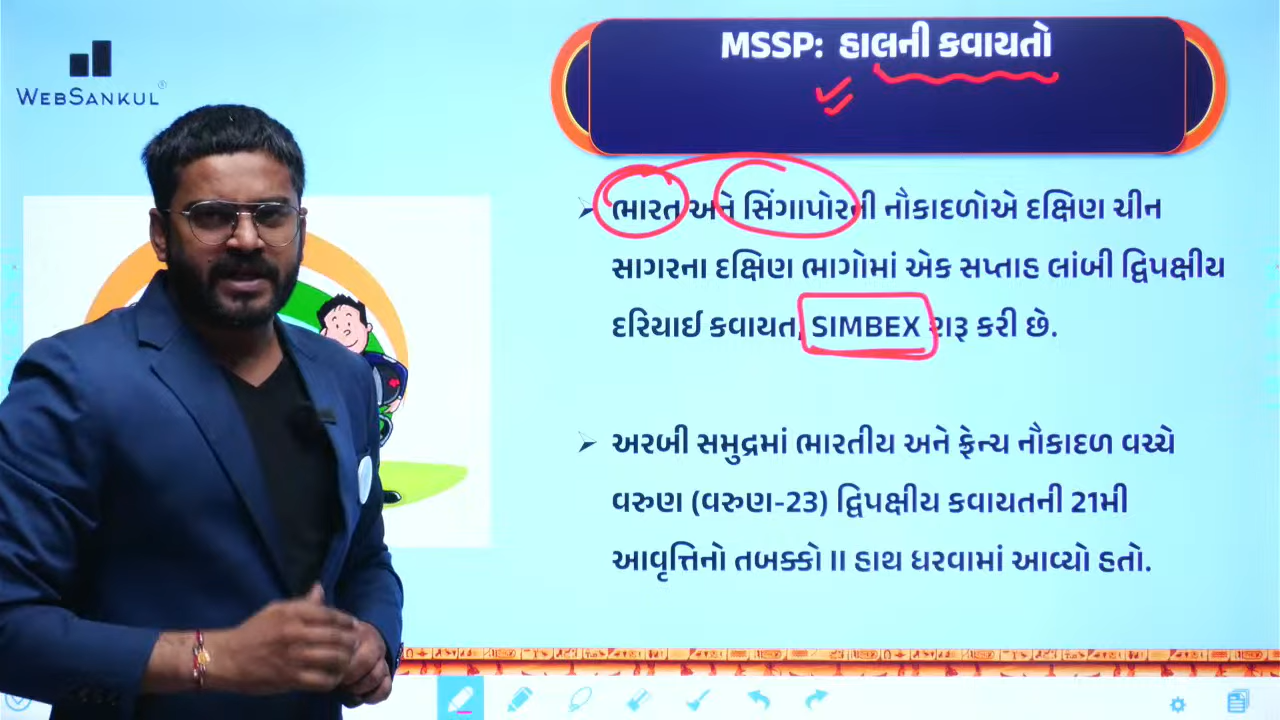 WEBSANKUL
MSSP: હાલની કવાયતો
ભારત અને સિંગાપોરની નૌકાદળોએ દક્ષિણ ચીન
સાગરના દક્ષિણ ભાગોમાં એક સપ્તાહ લાંબી દ્વિપક્ષીય
દરિયાઈ કવાયત, SIMBEX શરૂ કરી છે.
અરબી સમુદ્રમાં ભારતીય અને ફ્રેન્ચ નૌકાદળ વચ્ચે
વરુણ (વરુણ-23) દ્વિપક્ષીય કવાયતની 21મી
આવૃત્તિનો તબક્કો II હાથ ધરવામાં આવ્યો હતો.